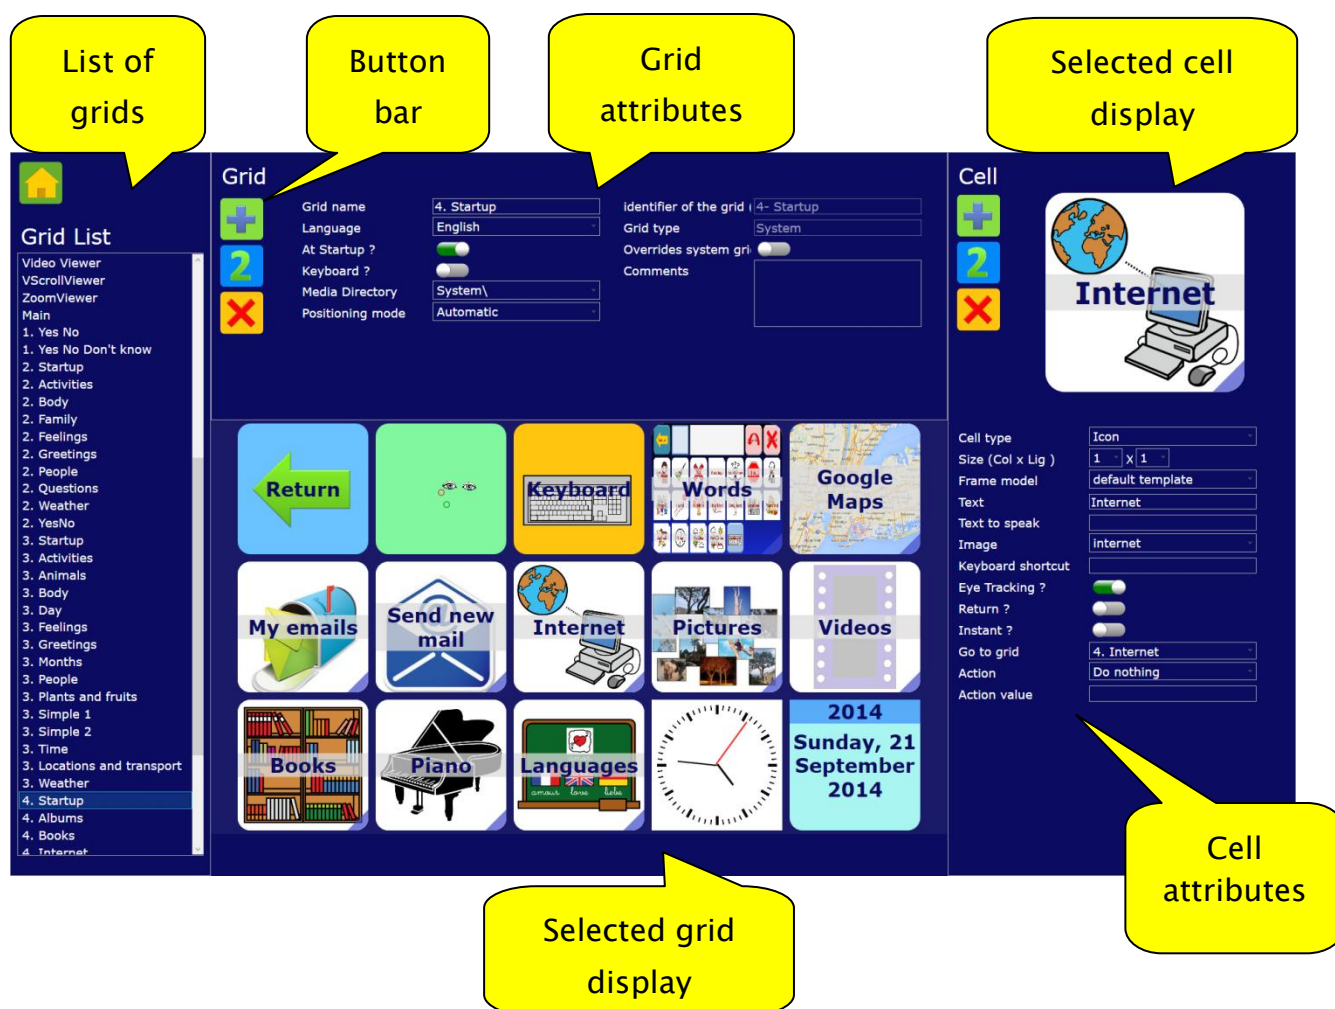 List of
grids
Button
bar
Grid
attributes
Selected cell
display
Grid List
Video Viewer
VScrollViewer
ZoomViewer
Main
1. Yes No
1. Yes No Don't know
2. Startup
2. Activities
2. Body
2. Family
2. Feelings
2. Greetings
2. People
2. Questions
2. Weather
2. YesNo
3. Startup
3. Activities
3. Animals
3. Body
3. Day
3. Feelings
3. Greetings
3. Months
3. People
3. Plants and fruits
3. Simple 1
3. Simple 2
3. Time
3. Locations and transport
3. Weather
4. Startup
4. Albums
4. Books
4. Internet
Grid
2
Grid name 4. Startup
Language English
At Startup ?
Keyboard ?
Media Directory System\
Positioning mode Automatic
identifier of the grid ( 4- Startup
Grid type System
Overrides system gri
Comments
Return
Keyboard
Words
Google
Maps
My emails
Send new
mail
Internet
Pictures
Videos
Books
Piano
Languages
amour love liebe
2014
Sunday, 21
September
2014
Cell
2
Internet
Cell type Icon
Size (Col x Lig ) 1 X 1
Frame model default template
Text Internet
Text to speak
Image internet
Keyboard shortcut
Eye Tracking ?
Return ?
Instant ?
Go to grid 4. Internet
Action Do nothing
Action value
Cell
attributes
Selected grid
display